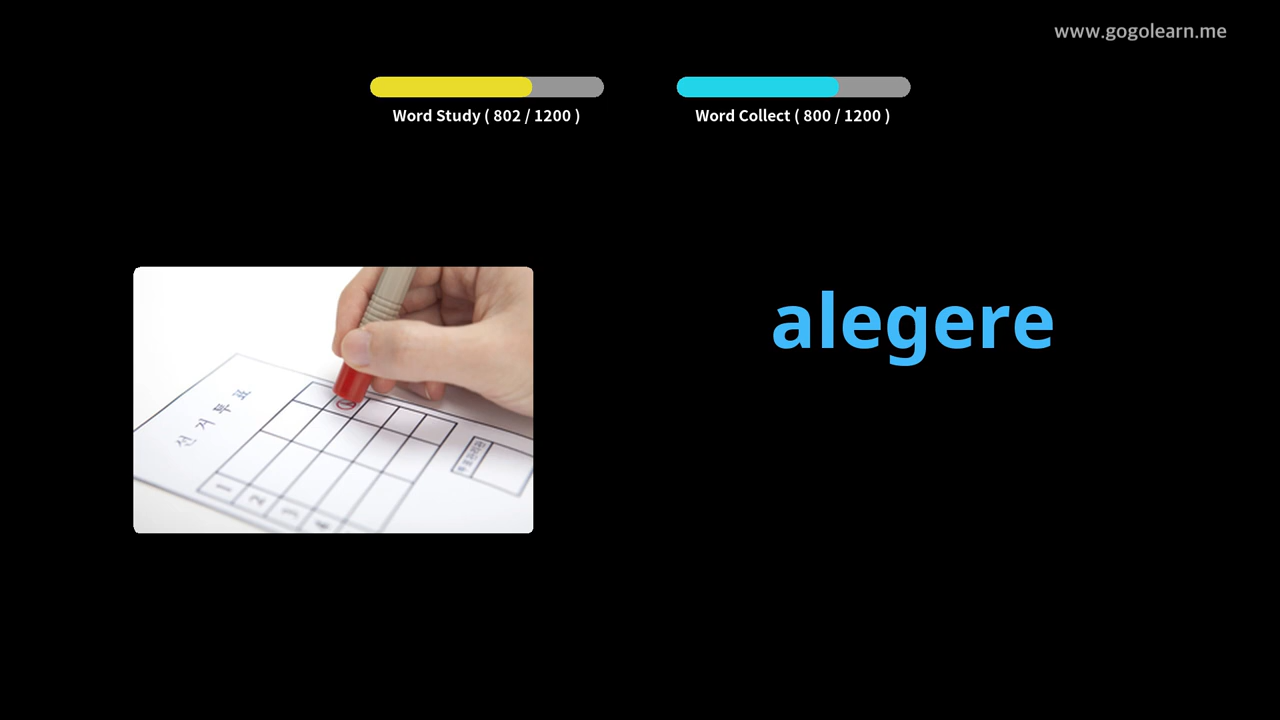 www.gogolearn.me
Word Study ( 802 / 1200 )
Word Collect ( 800 / 1200 )
alegere
선거투표
1
2
3
4